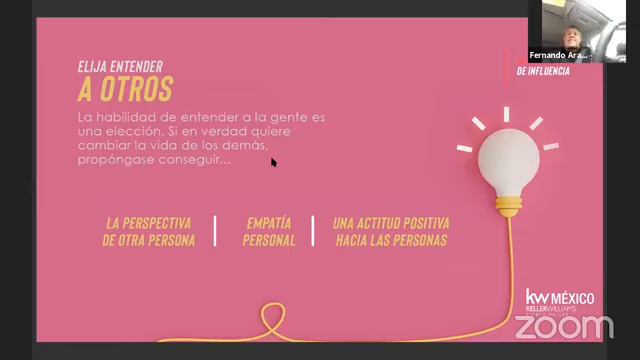 Fernando Ara...
DE INFLUENCIA
ELIJA ENTENDER
A OTROS
La habilidad de entender a la gente es
una elección. Si en verdad quiere
cambiar la vida de los demás,
propóngase conseguir...
LA PERSPECTIVA
DE OTRA PERSONA
EMPATÍA
PERSONAL
UNA ACTITUD POSITIVA
HACIA LAS PERSONAS
kw MÉXICO
KELLERWILLIAMS.
zoom